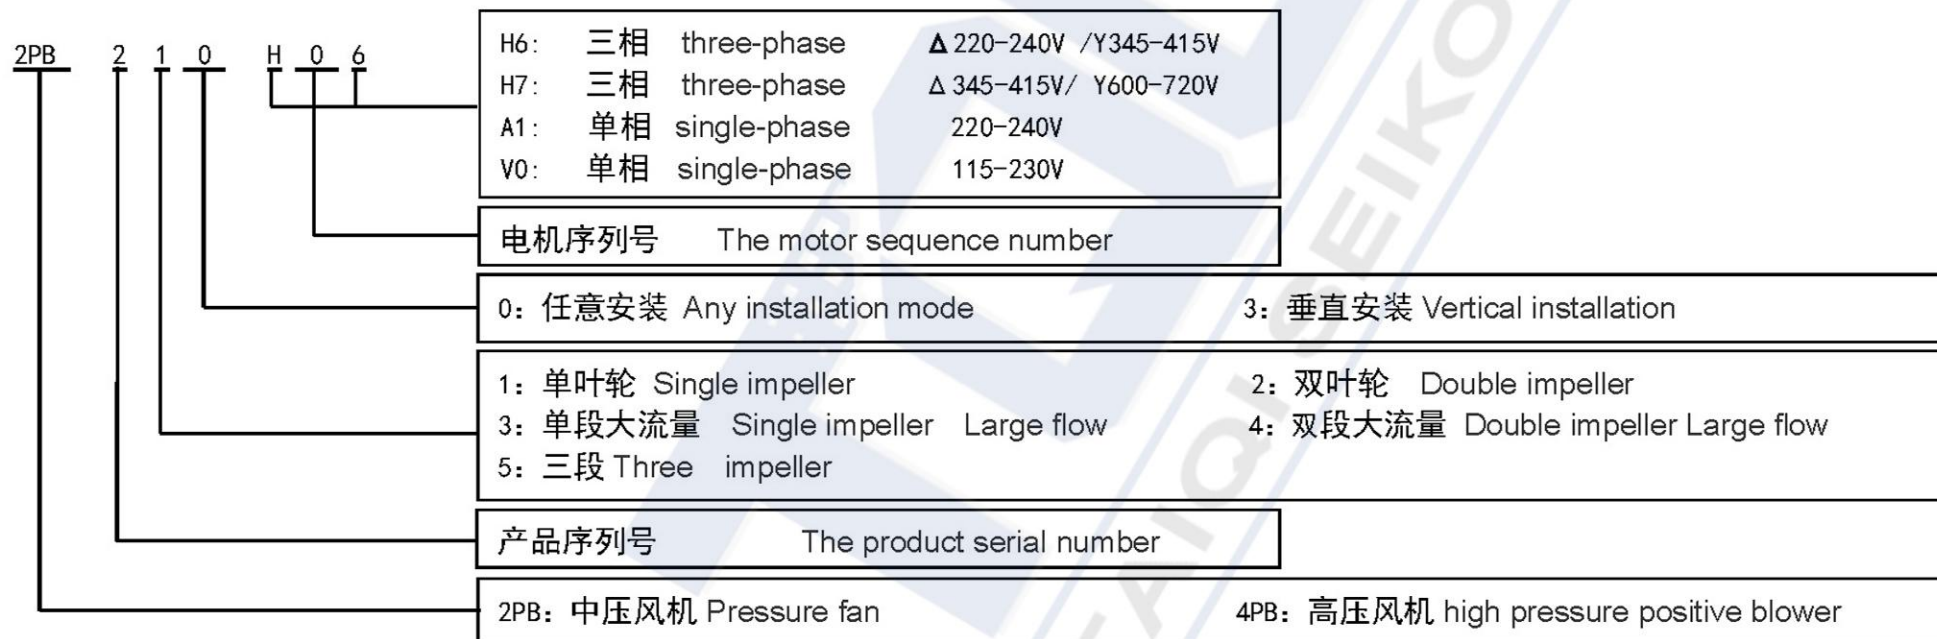 2PB 2 1 0 H 0 6
H6: 三相 three-phase Δ220-240V /Y345-415V
H7: 三相 three-phase Δ345-415V/ Y600-720V
A1: 单相 single-phase 220-240V
V0: 单相 single-phase 115-230V
电机序列号 The motor sequence number
0: 任意安装 Any installation mode 3: 垂直安装 Vertical installation
1: 单叶轮 Single impeller 2: 双叶轮 Double impeller
3: 单段大流量 Single impeller Large flow 4: 双段大流量 Double impeller Large flow
5: 三段 Three impeller
产品序列号 The product serial number
2PB: 中压风机 Pressure fan 4PB: 高压风机 high pressure positive blower
TAIQI SEIKO